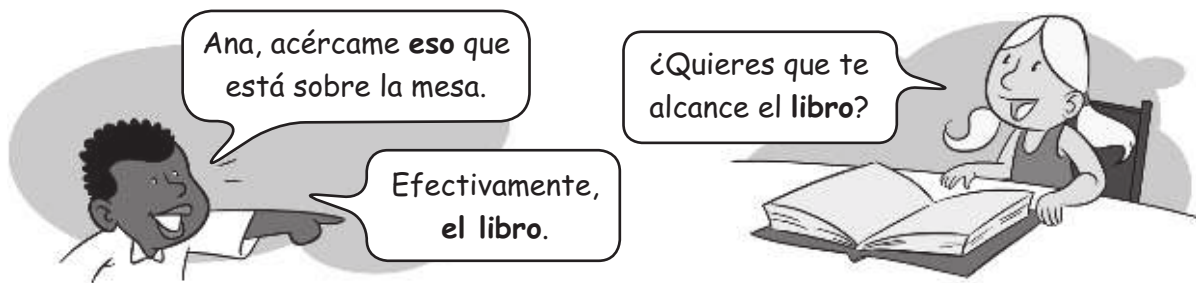 Ana, acércame eso que
está sobre la mesa.
¿Quieres que te
alcance el libro?
Efectivamente,
el libro.